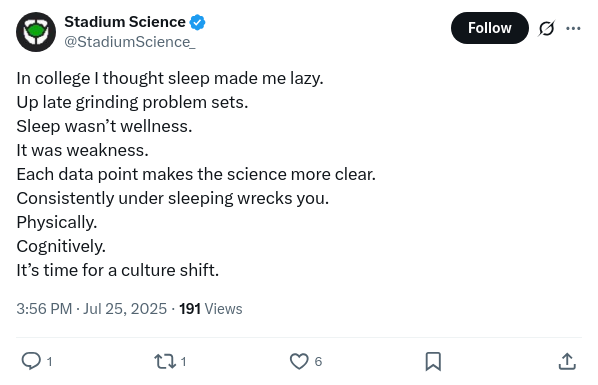 Stadium Science
@StadiumScience_
Follow
In college I thought sleep made me lazy.
Up late grinding problem sets.
Sleep wasn’t wellness.
It was weakness.
Each data point makes the science more clear.
Consistently under sleeping wrecks you.
Physically.
Cognitively.
It’s time for a culture shift.
3:56 PM · Jul 25, 2025 · 191 Views
1 1 6